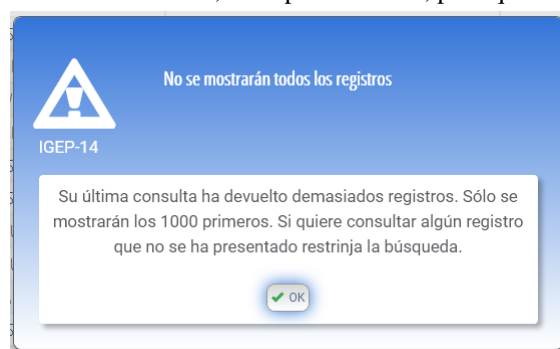 No se mostrarán todos los registros
IGEP-14
Su última consulta ha devuelto demasiados registros. Sólo se
mostrarán los 1000 primeros. Si quiere consultar algún registro
que no se ha presentado restrinja la búsqueda.
OK